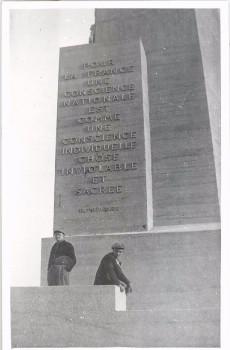 POUR
LA FRANCE
UNE
CONSCIENCE
NATIONALE
EST
COMME
UNE
CONSCIENCE
INDIVIDUELLE
CHOSE
INVIOLABLE
ET
SACRÉE